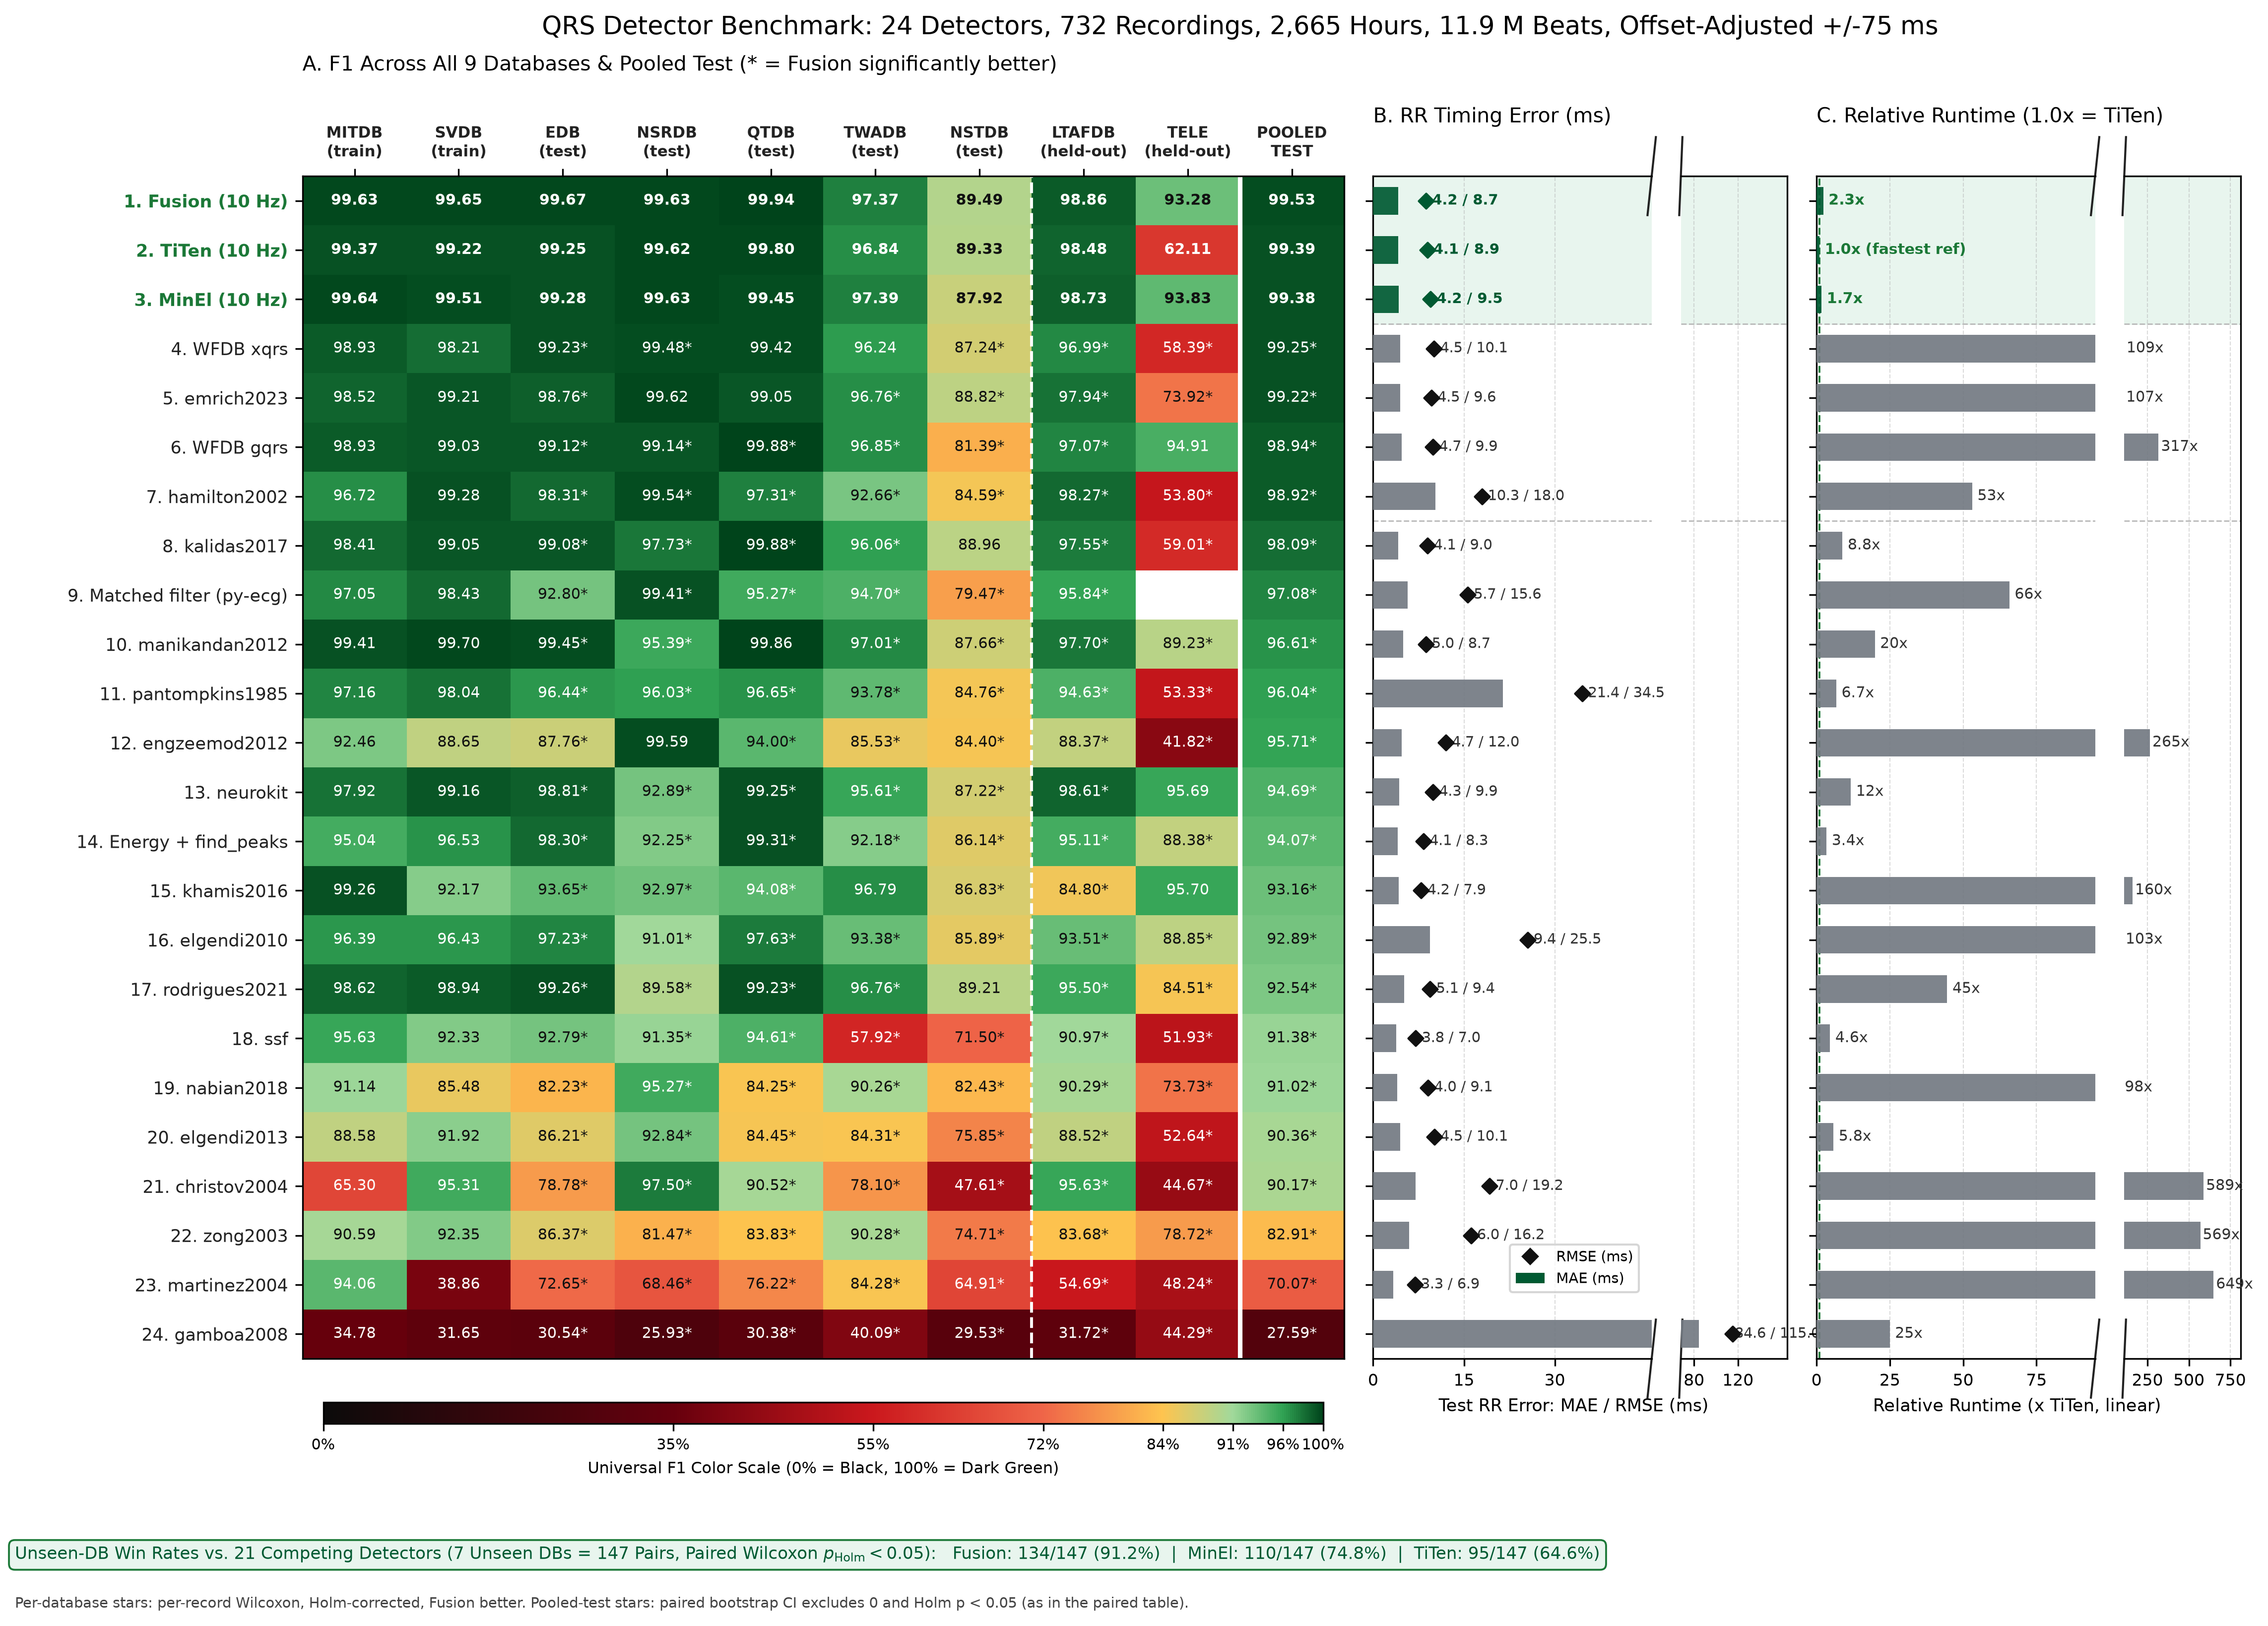 QRS Detector Benchmark: 24 Detectors, 732 Recordings, 2,665 Hours, 11.9 M Beats, Offset-Adjusted +/-75 ms
A. F1 Across All 9 Databases & Pooled Test (* = Fusion significantly better)
B. RR Timing Error (ms)
C. Relative Runtime (1.0x = TiTen)
MITDB SVDB EDB NSRDB QTDB TWADB NSTDB LTAFDB TELE POOLED
(train) (train) (test) (test) (test) (test) (test) (held-out) (held-out) TEST
1. Fusion (10 Hz) 99.63 99.65 99.67 99.63 99.94 97.37 89.49 98.86 93.28 99.53 4.2 / 8.7 2.3x
2. TiTen (10 Hz) 99.37 99.22 99.25 99.62 99.80 96.84 89.33 98.48 62.11 99.39 4.1 / 8.9 1.0x (fastest ref)
3. MinEl (10 Hz) 99.64 99.51 99.28 99.63 99.45 97.39 87.92 98.73 93.83 99.38 4.2 / 9.5 1.7x
4. WFDB xqrs 98.93 98.21 99.23* 99.48* 99.42 96.24 87.24* 96.99* 58.39* 99.25* 4.5 / 10.1 109x
5. emrich2023 98.52 99.21 98.76* 99.62 99.05 96.76* 88.82* 97.94* 73.92* 99.22* 4.5 / 9.6 107x
6. WFDB gqrs 98.93 99.03 99.12* 99.14* 99.88* 96.85* 81.39* 97.07* 94.91 98.94* 4.7 / 9.9 317x
7. hamilton2002 96.72 99.28 98.31* 99.54* 97.31* 92.66* 84.59* 98.27* 53.80* 98.92* 10.3 / 18.0 53x
8. kalidas2017 98.41 99.05 99.08* 97.73* 99.88* 96.06* 88.96 97.55* 59.01* 98.09* 4.1 / 9.0 8.8x
9. Matched filter (py-ecg) 97.05 98.43 92.80* 99.41* 95.27* 94.70* 79.47* 95.84* 97.08* 5.7 / 15.6 66x
10. manikandan2012 99.41 99.70 99.45* 95.39* 99.86 97.01* 87.66* 97.70* 89.23* 96.61* 5.0 / 8.7 20x
11. pantompkins1985 97.16 98.04 96.44* 96.03* 96.65* 93.78* 84.76* 94.63* 53.33* 96.04* 21.4 / 34.5 6.7x
12. engzeemod2012 92.46 88.65 87.76* 99.59 94.00* 85.53* 84.40* 88.37* 41.82* 95.71* 4.7 / 12.0 265x
13. neurokit 97.92 99.16 98.81* 92.89* 99.25* 95.61* 87.22* 98.61* 95.69 94.69* 4.3 / 9.9 12x
14. Energy + find_peaks 95.04 96.53 98.30* 92.25* 99.31* 92.18* 86.14* 95.11* 88.38* 94.07* 4.1 / 8.3 3.4x
15. khamis2016 99.26 92.17 93.65* 92.97* 94.08* 96.79 86.83* 84.80* 95.70 93.16* 4.2 / 7.9 160x
16. elgendi2010 96.39 96.43 97.23* 91.01* 97.63* 93.38* 85.89* 93.51* 88.85* 92.89* 9.4 / 25.5 103x
17. rodrigues2021 98.62 98.94 99.26* 89.58* 99.23* 96.76* 89.21 95.50* 84.51* 92.54* 5.1 / 9.4 45x
18. ssf 95.63 92.33 92.79* 91.35* 94.61* 57.92* 71.50* 90.97* 51.93* 91.38* 3.8 / 7.0 4.6x
19. nabian2018 91.14 85.48 82.23* 95.27* 84.25* 90.26* 82.43* 90.29* 73.73* 91.02* 4.0 / 9.1 98x
20. elgendi2013 88.58 91.92 86.21* 92.84* 84.45* 84.31* 75.85* 88.52* 52.64* 90.36* 4.5 / 10.1 5.8x
21. christov2004 65.30 95.31 78.78* 97.50* 90.52* 78.10* 47.61* 95.63* 44.67* 90.17* 7.0 / 19.2 589x
22. zong2003 90.59 92.35 86.37* 81.47* 83.83* 90.28* 74.71* 83.68* 78.72* 82.91* 6.0 / 16.2 569x
23. martinez2004 94.06 38.86 72.65* 68.46* 76.22* 84.28* 64.91* 54.69* 48.24* 70.07* 3.3 / 6.9 649x
24. gamboa2008 34.78 31.65 30.54* 25.93* 30.38* 40.09* 29.53* 31.72* 44.29* 27.59* 84.6 / 115.0 25x
RMSE (ms)
MAE (ms)
0 15 30 80 120
Test RR Error: MAE / RMSE (ms)
0 25 50 75 250 500 750
Relative Runtime (x TiTen, linear)
0% 35% 55% 72% 84% 91% 96% 100%
Universal F1 Color Scale (0% = Black, 100% = Dark Green)
Unseen-DB Win Rates vs. 21 Competing Detectors (7 Unseen DBs = 147 Pairs, Paired Wilcoxon pHolm < 0.05): Fusion: 134/147 (91.2%) | MinEl: 110/147 (74.8%) | TiTen: 95/147 (64.6%)
Per-database stars: per-record Wilcoxon, Holm-corrected, Fusion better. Pooled-test stars: paired bootstrap CI excludes 0 and Holm p < 0.05 (as in the paired table).